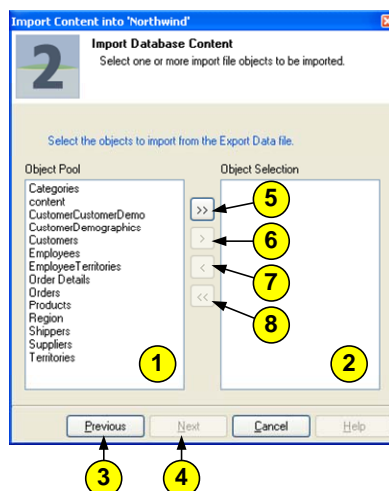 Import Content into 'Northwind'
2
Import Database Content
Select one or more import file objects to be imported.
Select the objects to import from the Export Data file.
Object Pool
Object Selection
Categories
content
CustomerCustomerDemo
CustomerDemographics
Customers
Employees
EmployeeTerritories
Order Details
Orders
Products
Region
Shippers
Suppliers
Territories
>>
>
<
<<
5
6
7
8
1
2
Previous
Next
Cancel
Help
3
4